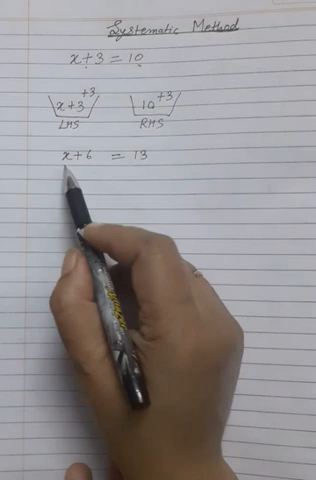 Systematic Method
x+3 = 10
+3 +3
x+3 10
LHS RHS
x+6 = 13